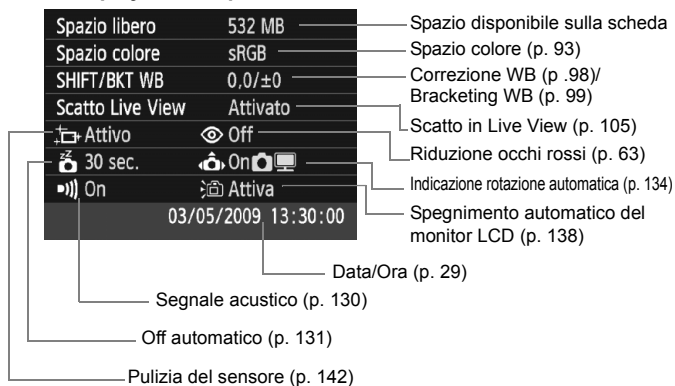 Spazio libero 532 MB
Spazio colore sRGB
SHIFT/BKT WB 0,0/±0
Scatto Live View Attivato
Attivo Off
30 sec. On
On Attiva
03/05/2009 13:30:00
Spazio disponibile sulla scheda
Spazio colore (p. 93)
Correzione WB (p .98)/
Bracketing WB (p. 99)
Scatto in Live View (p. 105)
Riduzione occhi rossi (p. 63)
Indicazione rotazione automatica (p. 134)
Spegnimento automatico del
monitor LCD (p. 138)
Data/Ora (p. 29)
Segnale acustico (p. 130)
Off automatico (p. 131)
Pulizia del sensore (p. 142)